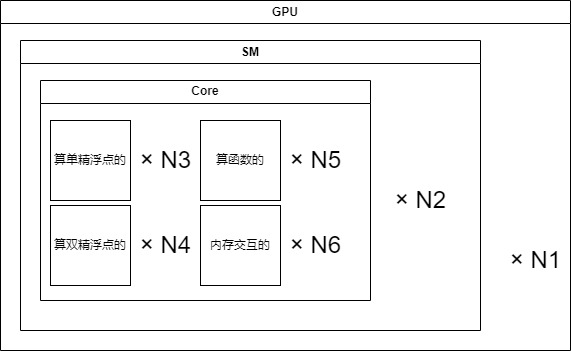 GPU
SM
Core
算单精浮点的 × N3 算函数的 × N5
× N2
算双精浮点的 × N4 内存交互的 × N6
× N1